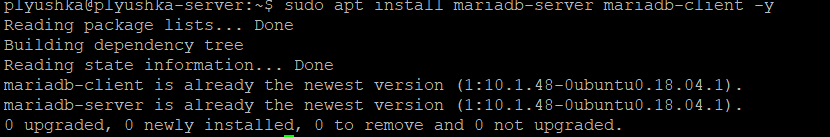 plyushka@plyushka-server:~$ sudo apt install mariadb-server mariadb-client -y
Reading package lists... Done
Building dependency tree
Reading state information... Done
mariadb-client is already the newest version (1:10.1.48-0ubuntu0.18.04.1).
mariadb-server is already the newest version (1:10.1.48-0ubuntu0.18.04.1).
0 upgraded, 0 newly installed, 0 to remove and 0 not upgraded.